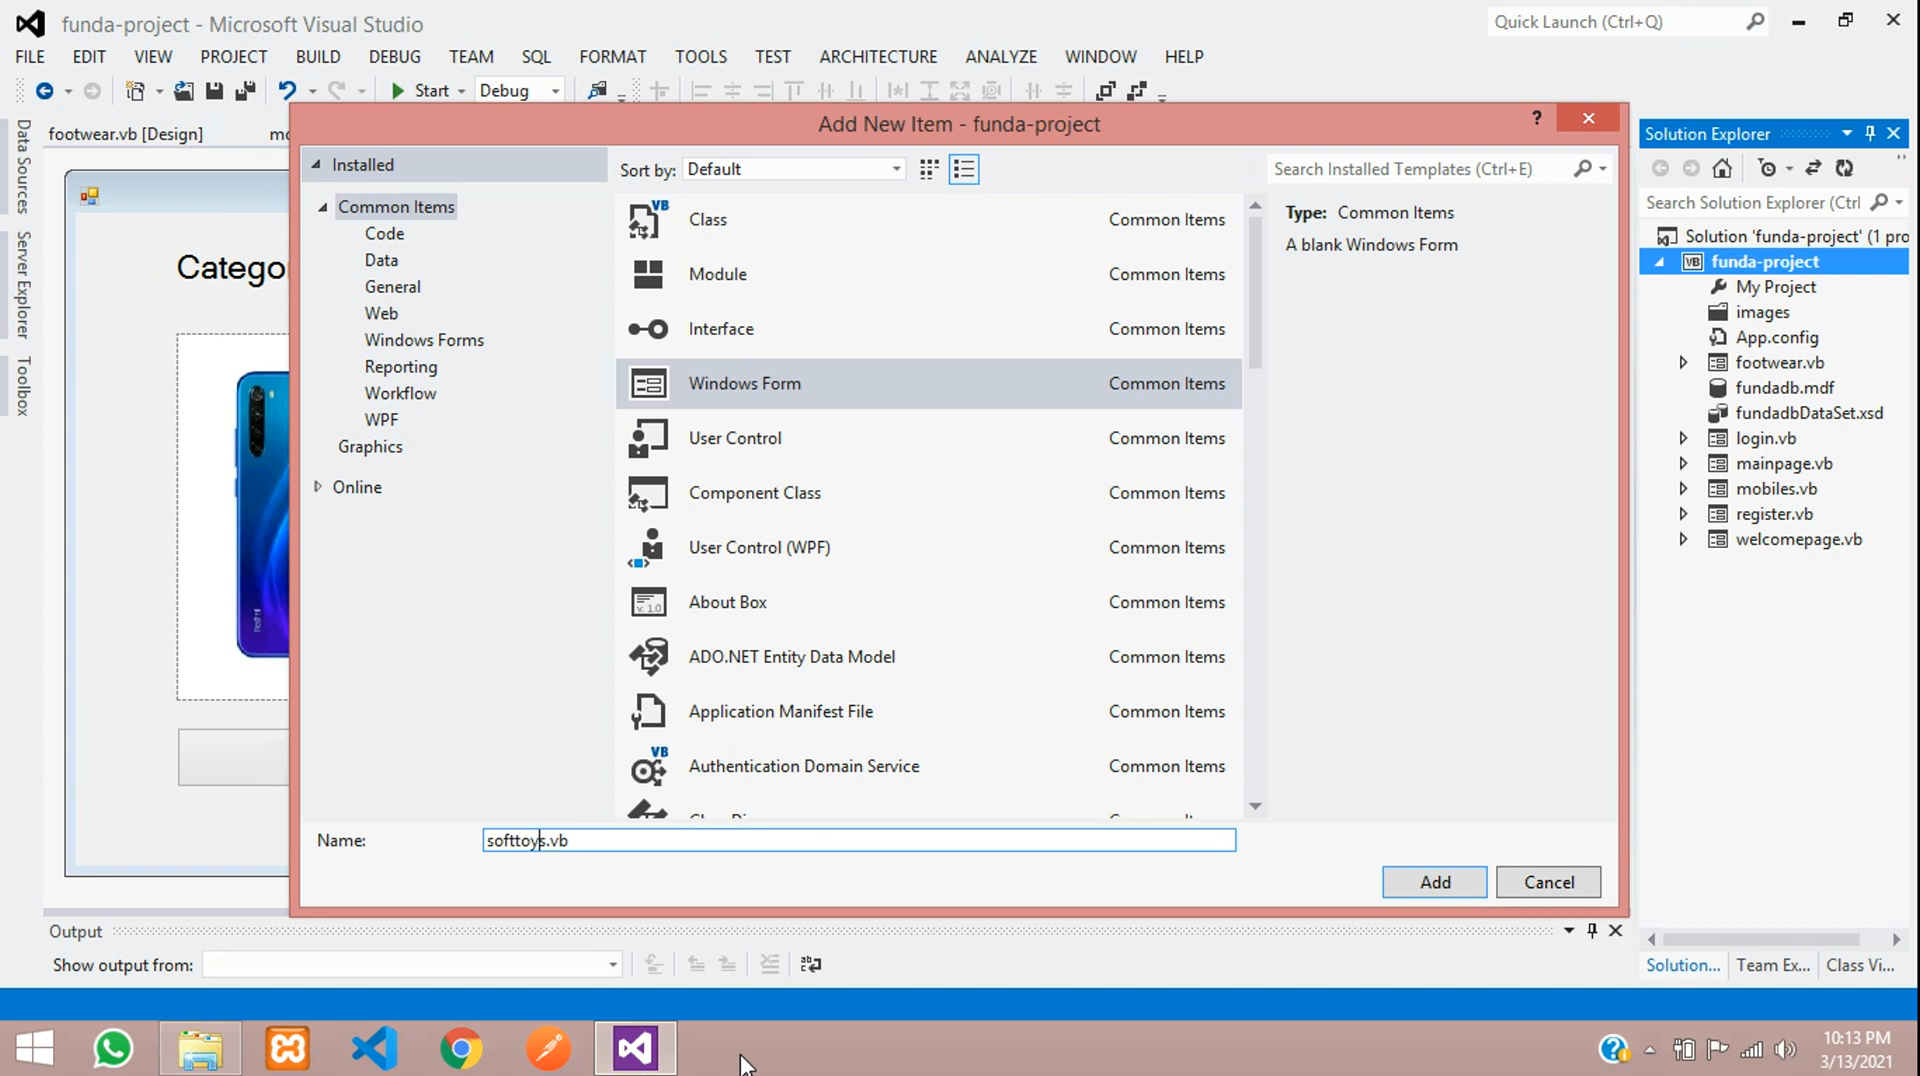 funda-project - Microsoft Visual Studio
Quick Launch (Ctrl+Q)
FILE EDIT VIEW PROJECT BUILD DEBUG TEAM SQL FORMAT TOOLS TEST ARCHITECTURE ANALYZE WINDOW HELP
Start Debug
footwear.vb [Design]
Data Sources
Server Explorer
Toolbox
Redmi
Add New Item - funda-project
?
Installed
Common Items
Code
Data
General
Web
Windows Forms
Reporting
Workflow
WPF
Graphics
Online
Sort by: Default
Search Installed Templates (Ctrl+E)
VB Class Common Items
Module Common Items
Interface Common Items
Windows Form Common Items
User Control Common Items
Component Class Common Items
User Control (WPF) Common Items
v. 1.0 About Box Common Items
ADO.NET Entity Data Model Common Items
Application Manifest File Common Items
VB Authentication Domain Service Common Items
Type: Common Items
A blank Windows Form
Name: softtoys.vb
Add Cancel
Solution Explorer
Search Solution Explorer (Ctrl
Solution 'funda-project' (1 pro
VB funda-project
My Project
images
App.config
footwear.vb
fundadb.mdf
fundadbDataSet.xsd
login.vb
mainpage.vb
mobiles.vb
register.vb
welcomepage.vb
Solution... Team Ex... Class Vi...
Output
Show output from:
10:13 PM
3/13/2021